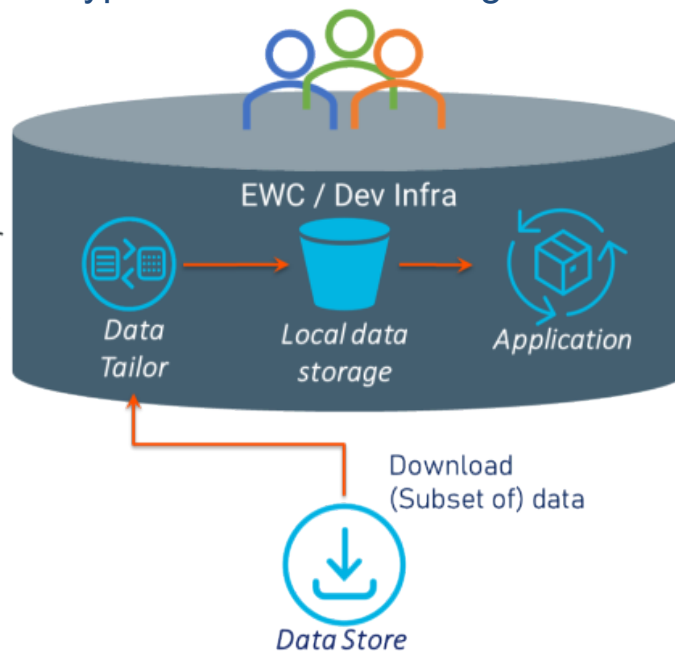 EWC / Dev Infra
Data
Tailor
Local data
storage
Application
Download
(Subset of) data
Data Store